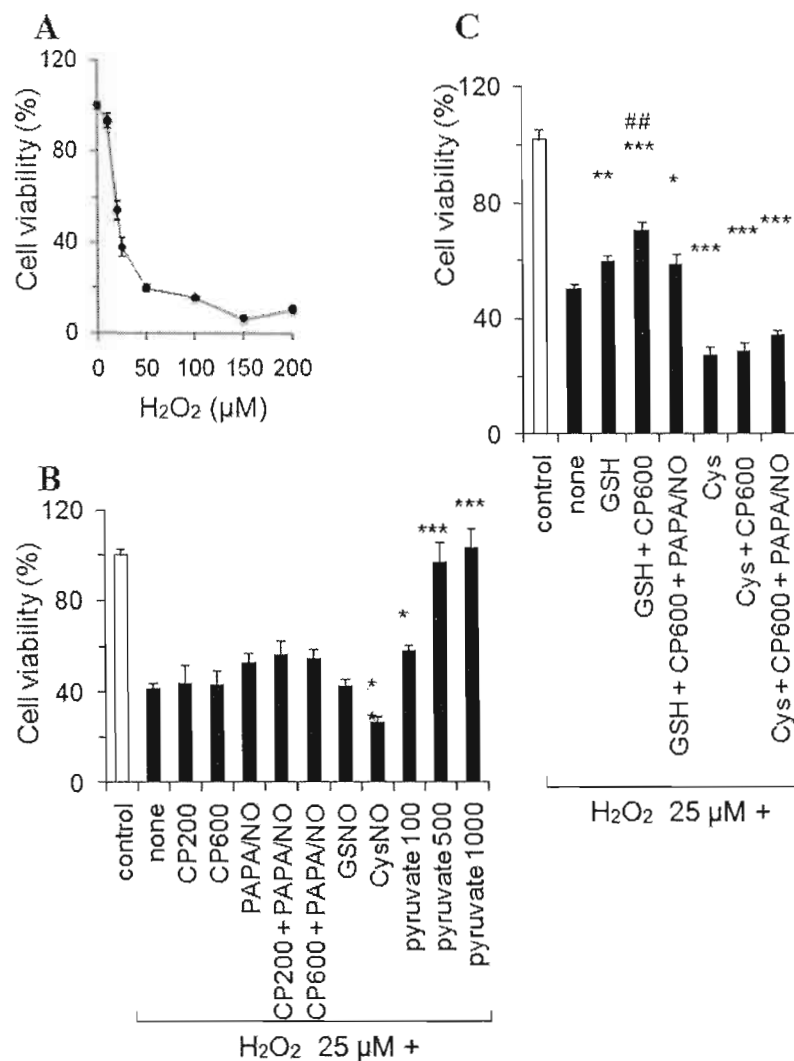 A
120
80
40
0
Cell viability (%)
0 50 100 150 200
H₂O₂ (µM)
B
120
80
40
0
Cell viability (%)
* *
*
***
***
control
none
CP200
CP600
PAPA/NO
CP200 + PAPA/NO
CP600 + PAPA/NO
GSNO
CysNO
pyruvate 100
pyruvate 500
pyruvate 1000
H₂O₂ 25 µM +
C
120
80
40
0
Cell viability (%)
**
##
***
*
***
***
***
control
none
GSH
GSH + CP600
GSH + CP600 + PAPA/NO
Cys
Cys + CP600
Cys + CP600 + PAPA/NO
H₂O₂ 25 µM +